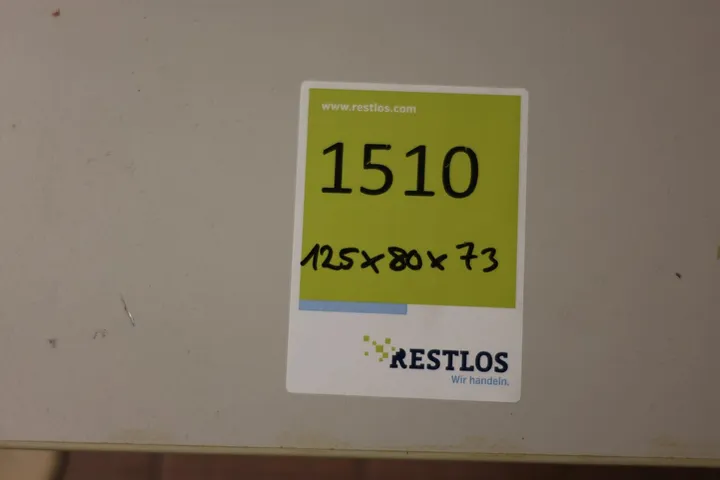 www.restlos.com
1510
125x80x73
RESTLOS
Wir handeln.